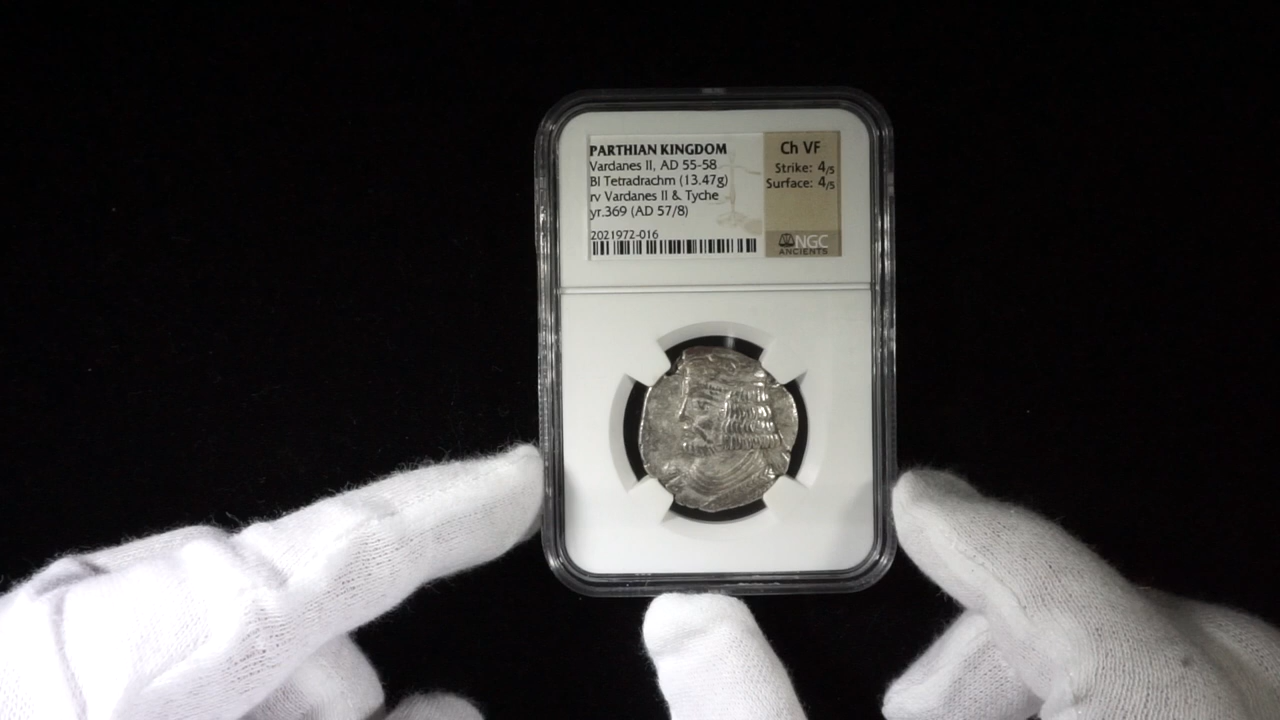 PARTHIAN KINGDOM
Vardanes II, AD 55-58
BI Tetradrachm (13.47g)
rv Vardanes II & Tyche
yr.369 (AD 57/8)
2021972-016
Ch VF
Strike: 4/5
Surface: 4/5
NGC
ANCIENTS